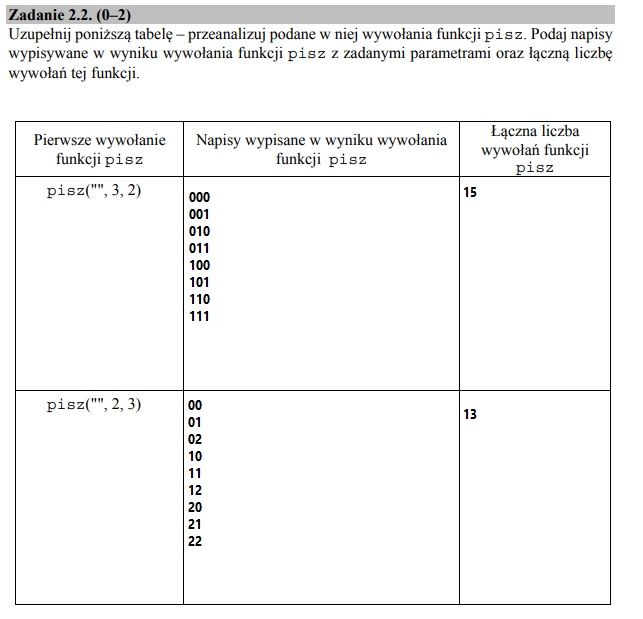 Zadanie 2.2. (0–2)
Uzupełnij poniższą tabelę – przeanalizuj podane w niej wywołania funkcji pisz. Podaj napisy
wypisywane w wyniku wywołania funkcji pisz z zadanymi parametrami oraz łączną liczbę
wywołań tej funkcji.
Pierwsze wywołanie
funkcji pisz
Napisy wypisane w wyniku wywołania
funkcji pisz
Łączna liczba
wywołań funkcji
pisz
pisz("", 3, 2)
000
001
010
011
100
101
110
111
15
pisz("", 2, 3)
00
01
02
10
11
12
20
21
22
13